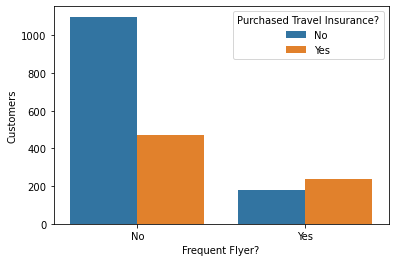 Purchased Travel Insurance?
No
Yes
1000
800
600
400
200
0
Customers
No Yes
Frequent Flyer?